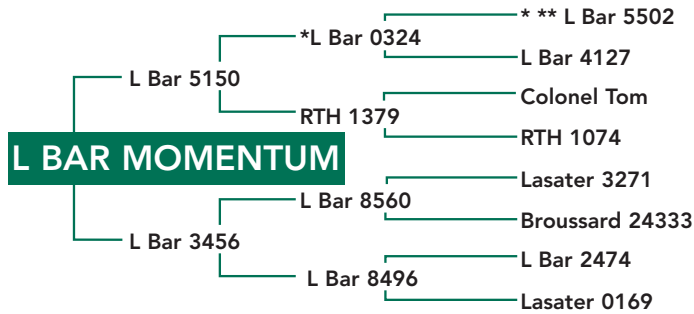 * ** L Bar 5502
*L Bar 0324
L Bar 4127
L Bar 5150
Colonel Tom
RTH 1379
RTH 1074
L BAR MOMENTUM
Lasater 3271
L Bar 8560
Broussard 24333
L Bar 3456
L Bar 2474
L Bar 8496
Lasater 0169